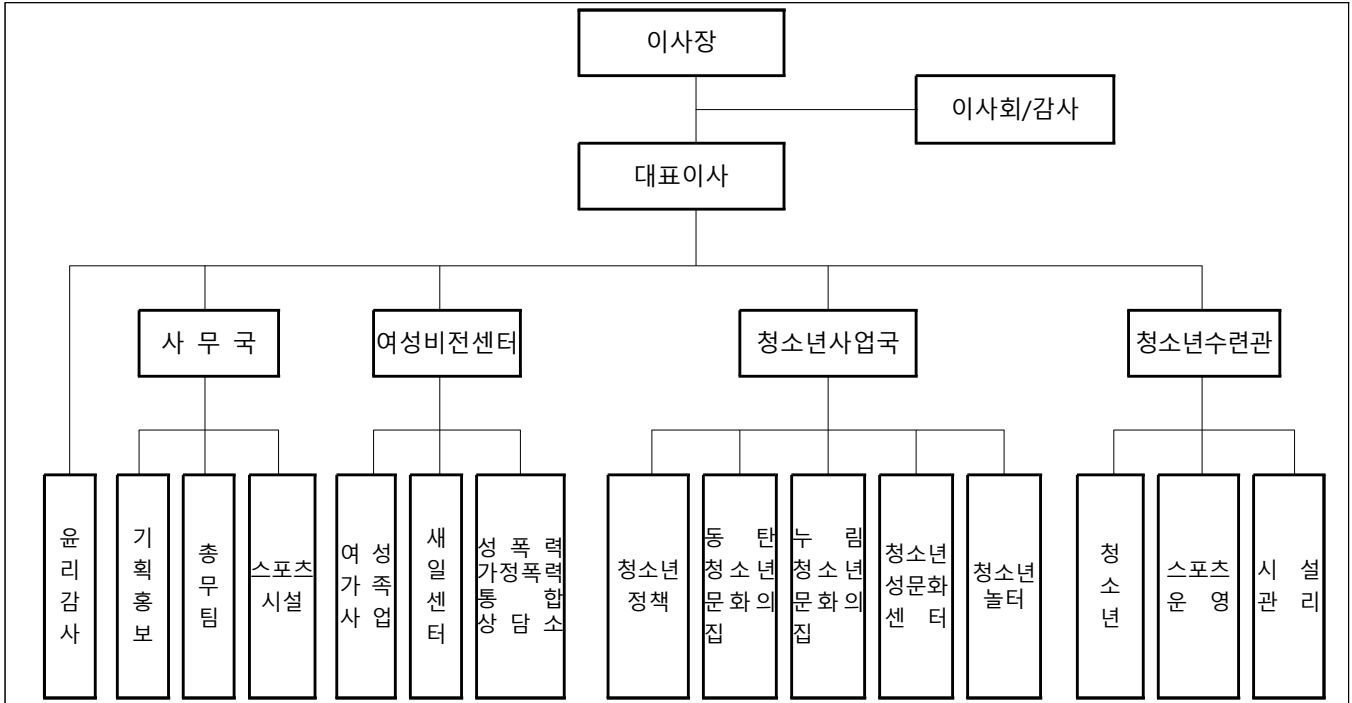 이사장
이사회/감사
대표이사
사 무 국
여성비전센터
청소년사업국
청소년수련관
윤
리
감
사
기
획
홍
보
총
무
팀
스포츠
시설
여 성
가 족
사 업
새
일
센
터
성 폭 력
가정폭력
통 합
상 담 소
청소년
정책
동 탄
청 소 년
문 화 의
집
누 림
청 소 년
문 화 의
집
청소년
성문화
센 터
청소년
놀터
청
소
년
스포츠
운 영
시 설
관 리